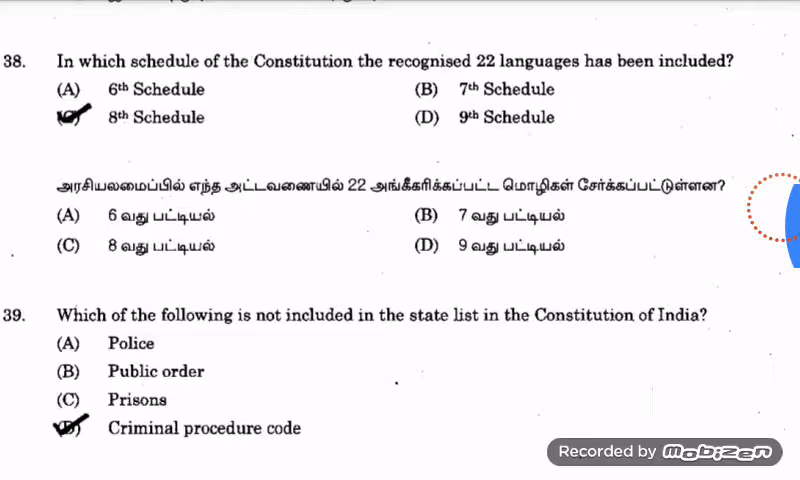 38. In which schedule of the Constitution the recognised 22 languages has been included?
(A) 6th Schedule (B) 7th Schedule
(C) 8th Schedule (D) 9th Schedule
அரசியலமைப்பில் எந்த அட்டவணையில் 22 அங்கீகரிக்கப்பட்ட மொழிகள் சேர்க்கப்பட்டுள்ளன?
(A) 6 வது பட்டியல் (B) 7 வது பட்டியல்
(C) 8 வது பட்டியல் (D) 9 வது பட்டியல்
39. Which of the following is not included in the state list in the Constitution of India?
(A) Police
(B) Public order
(C) Prisons
(D) Criminal procedure code
Recorded by mobizen